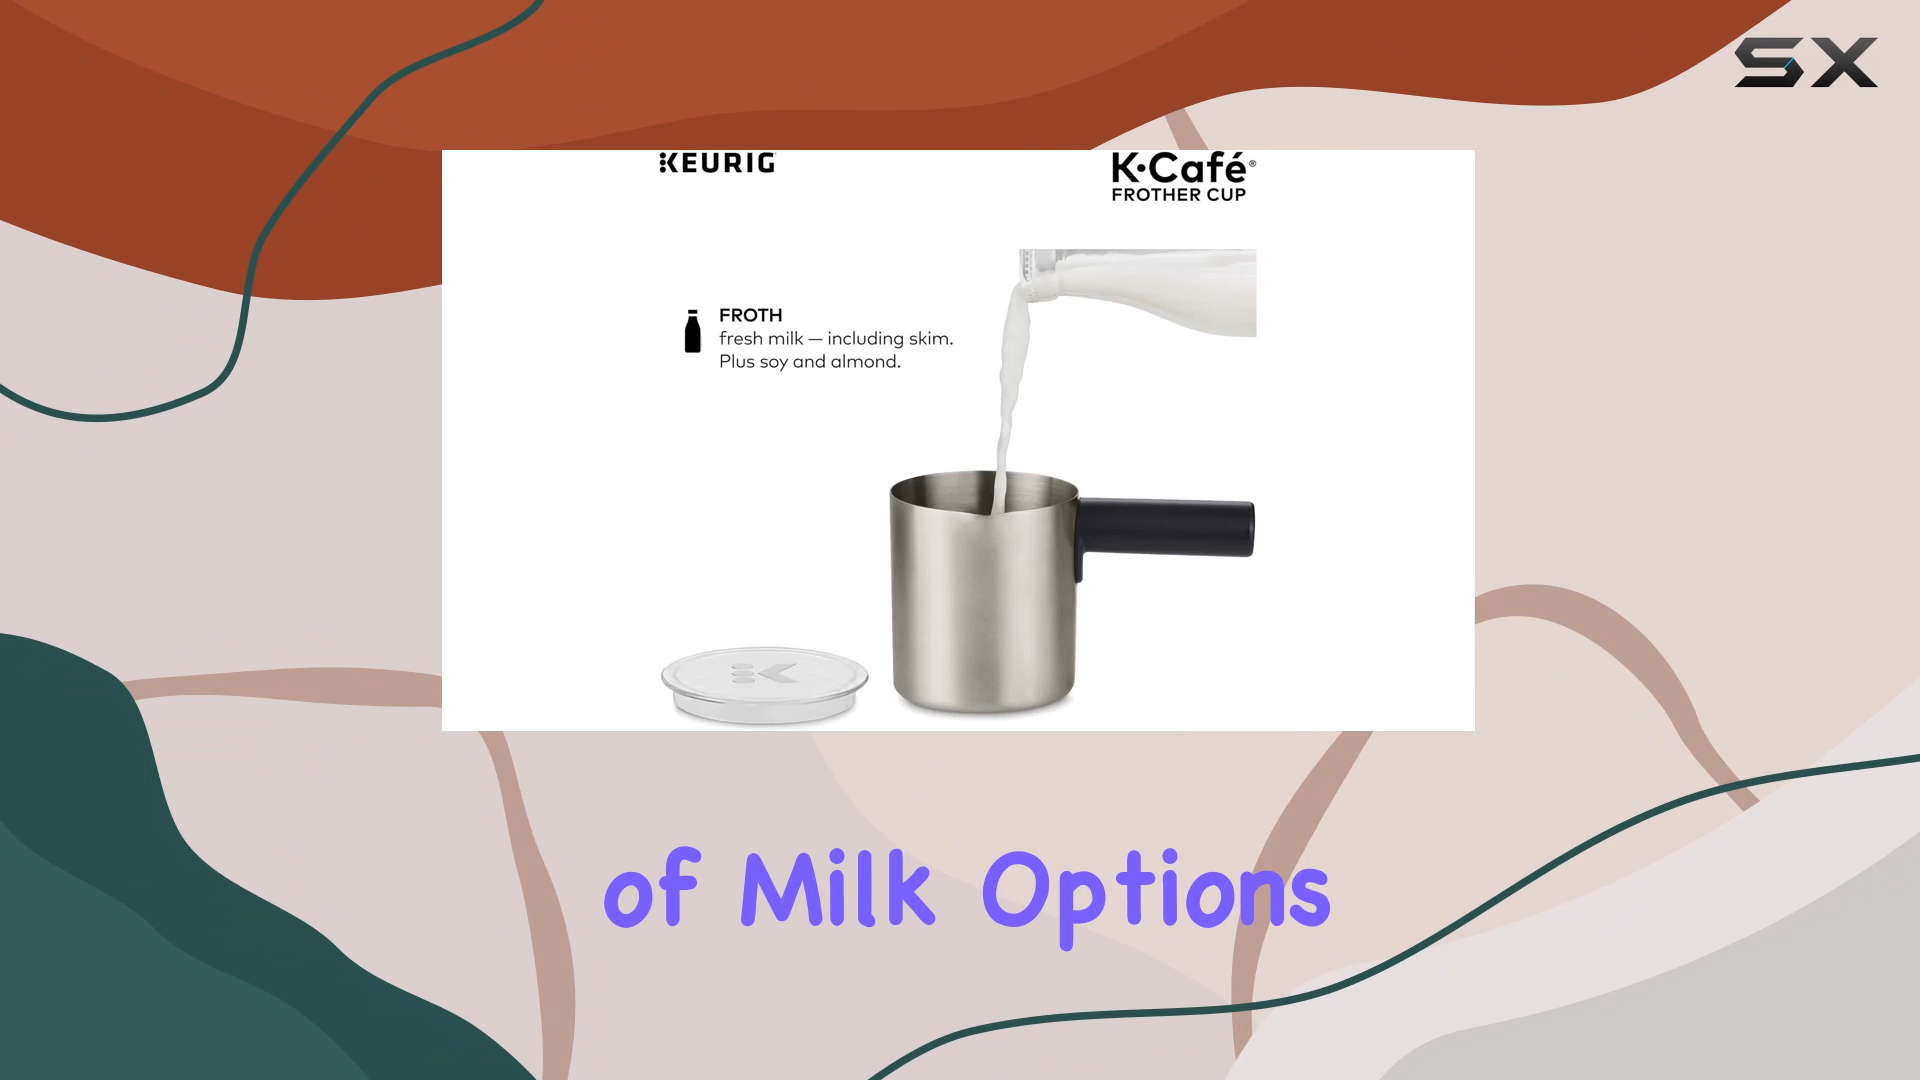 SX
KEURIG
K•Café®
FROTHER CUP
FROTH
fresh milk — including skim.
Plus soy and almond.
of Milk Options